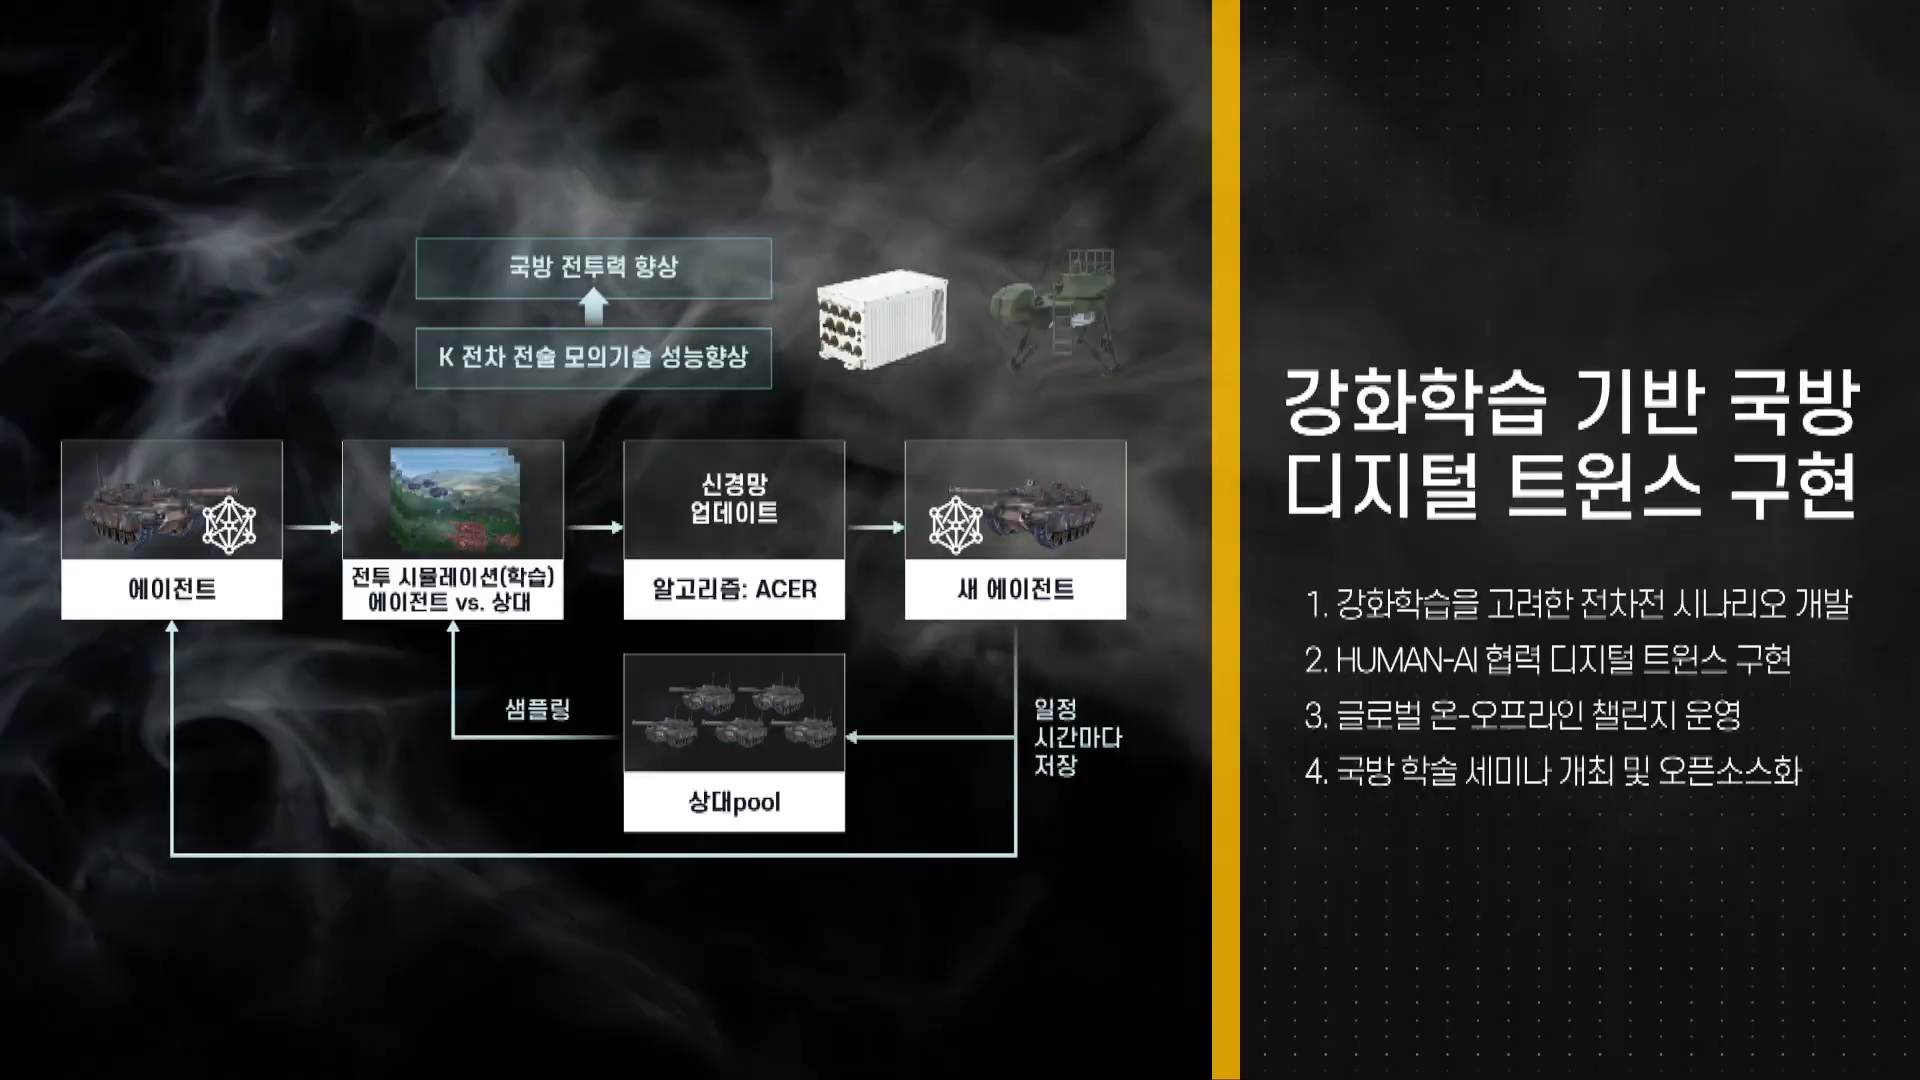 국방 전투력 향상
K 전차 전술 모의기술 성능향상
에이전트
전투 시뮬레이션(학습)
에이전트 vs. 상대
신경망
업데이트
알고리즘: ACER
새 에이전트
샘플링
상대pool
일정
시간마다
저장
강화학습 기반 국방
디지털 트윈스 구현
1. 강화학습을 고려한 전차전 시나리오 개발
2. HUMAN-AI 협력 디지털 트윈스 구현
3. 글로벌 온-오프라인 챌린지 운영
4. 국방 학술 세미나 개최 및 오픈소스화